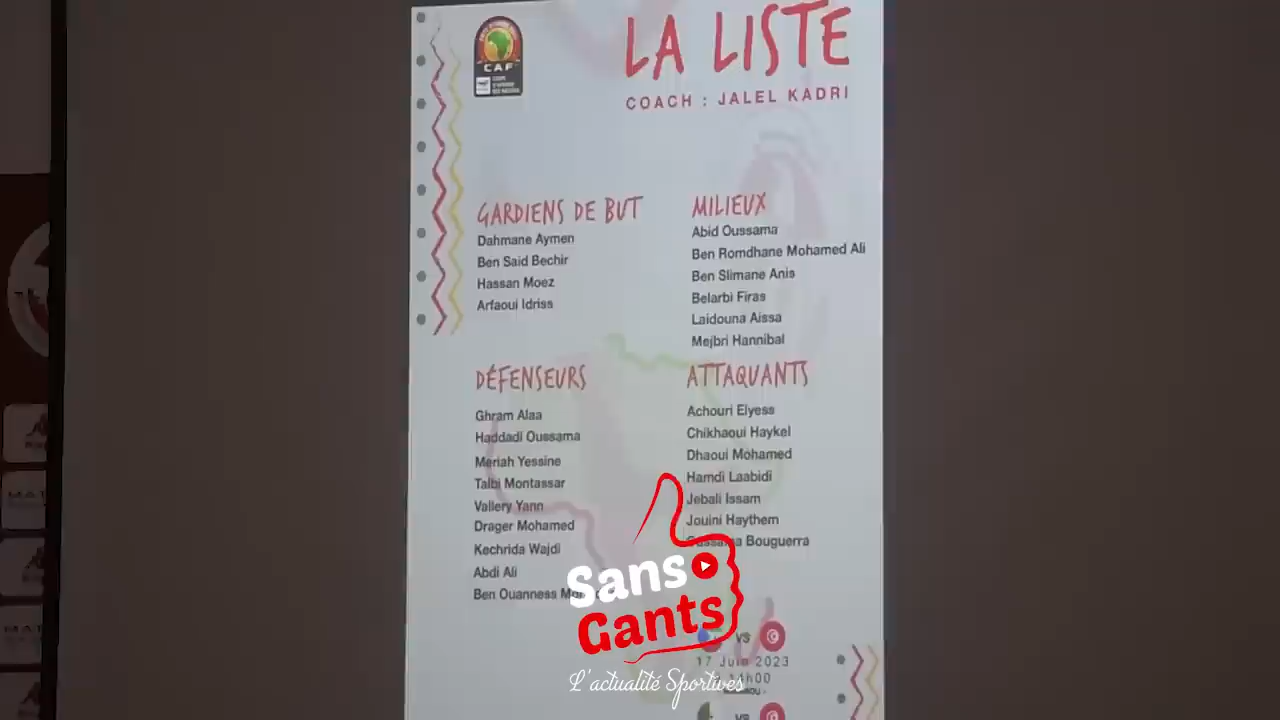 LA LISTE
COACH : JALEL KADRI
CAF
GARDIENS DE BUT
Dahmane Aymen
Ben Said Bechir
Hassan Moez
Arfaoui Idriss
MILIEUX
Abid Oussama
Ben Romdhane Mohamed Ali
Ben Slimane Anis
Belarbi Firas
Laidouna Aissa
Mejbri Hannibal
DÉFENSEURS
Ghram Alaa
Haddadi Oussama
Meriah Yessine
Talbi Montassar
Vallery Yann
Drager Mohamed
Kechrida Wajdi
Abdi Ali
Ben Ouanness
ATTAQUANTS
Achouri Elyess
Chikhaoui Haykel
Dhaoui Mohamed
Hamdi Laabidi
Jebali Issam
Jouini Haythem
Bouguerra
Sans
Gants
L'actualité Sportives
VS
17 Juin 2023
14h00
VS